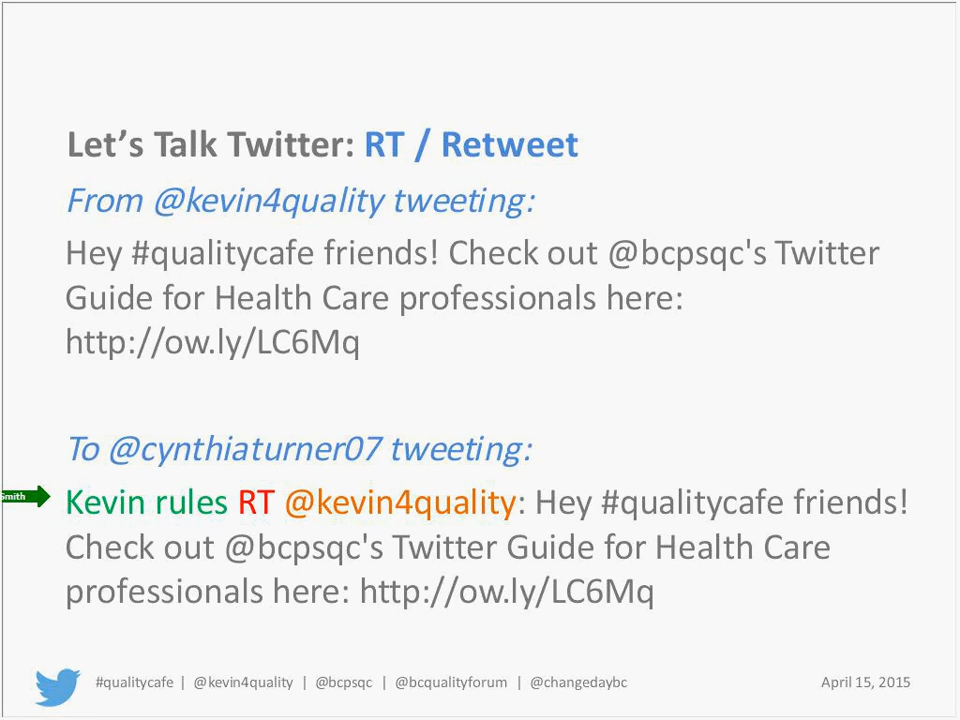 Let’s Talk Twitter: RT / Retweet
From @kevin4quality tweeting:
Hey #qualitycafe friends! Check out @bcpsqc's Twitter
Guide for Health Care professionals here:
http://ow.ly/LC6Mq
To @cynthiaturner07 tweeting:
Smith
Kevin rules RT @kevin4quality: Hey #qualitycafe friends!
Check out @bcpsqc's Twitter Guide for Health Care
professionals here: http://ow.ly/LC6Mq
#qualitycafe | @kevin4quality | @bcpsqc | @bcqualityforum | @changedaybc
April 15, 2015